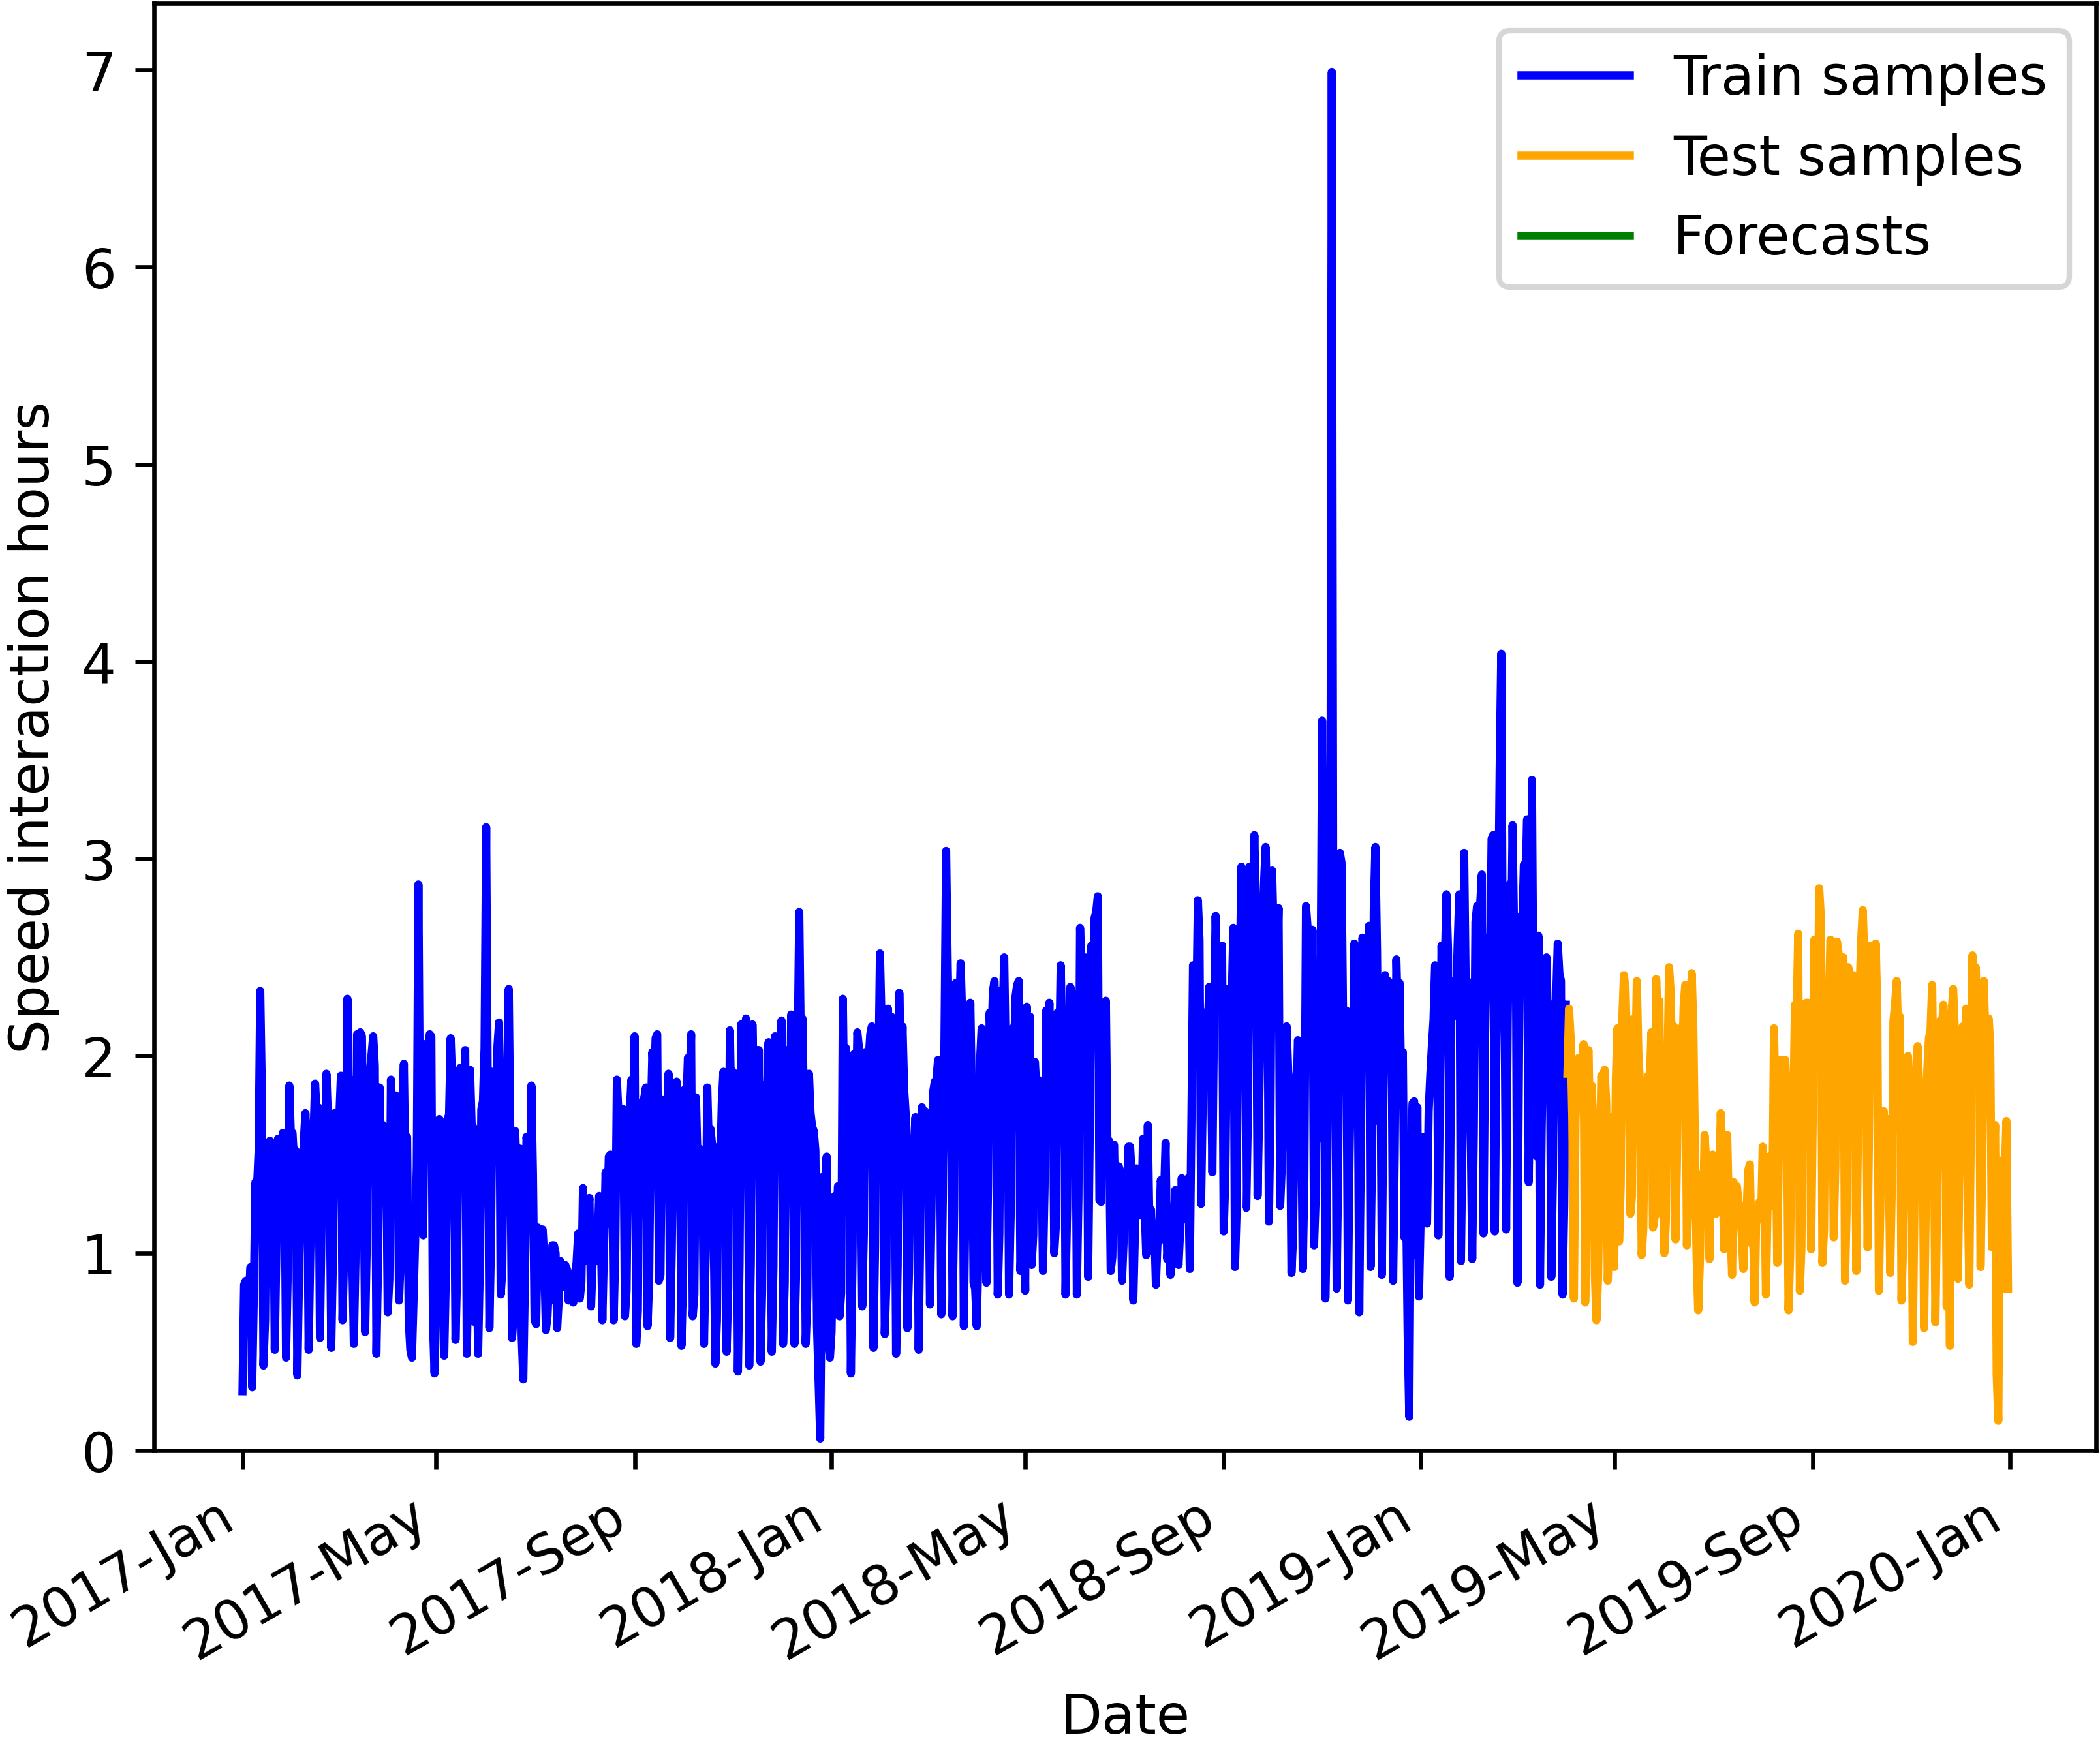 7
6
5
4
3
2
1
0
Speed interaction hours
Train samples
Test samples
Forecasts
2017-Jan
2017-May
2017-Sep
2018-Jan
2018-May
2018-Sep
2019-Jan
2019-May
2019-Sep
2020-Jan
Date